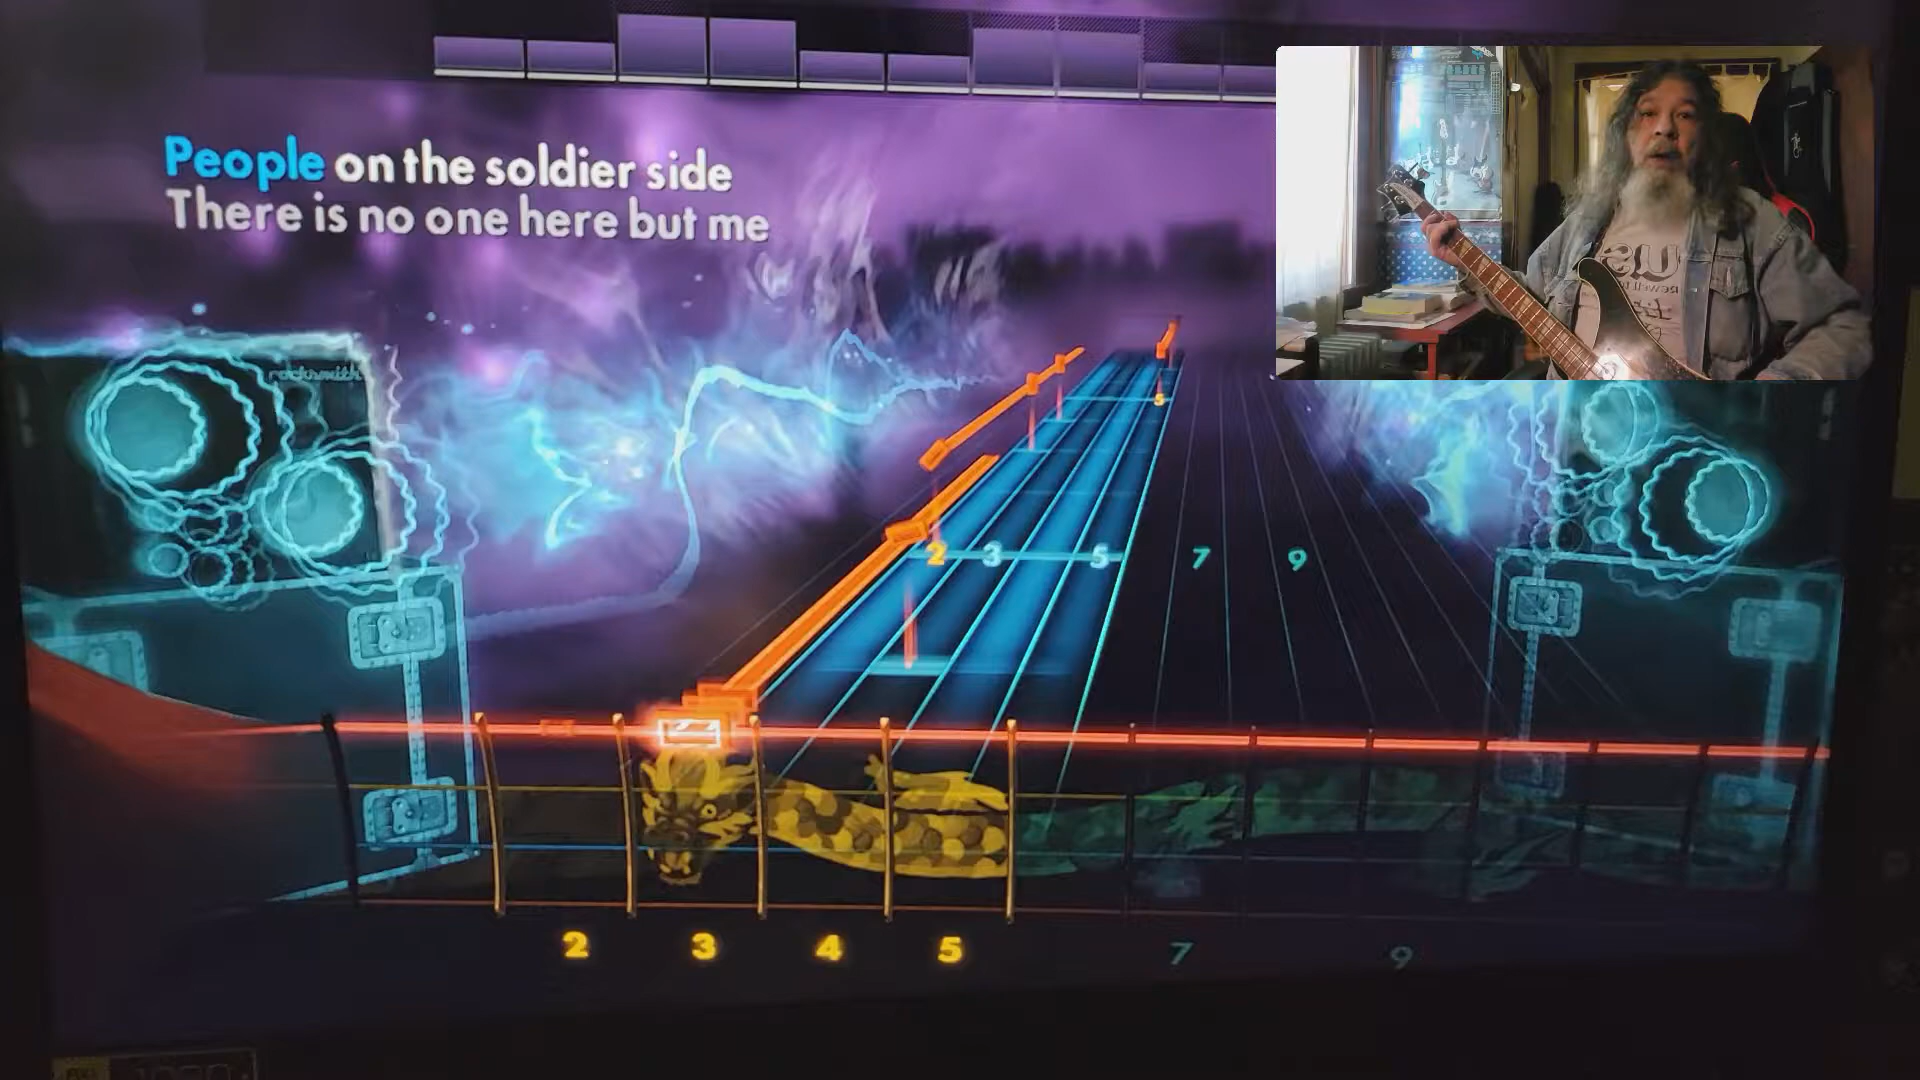 People on the soldier side
There is no one here but me
rocksmith
5
2 3 5 7 9
2 3 4 5 7 9